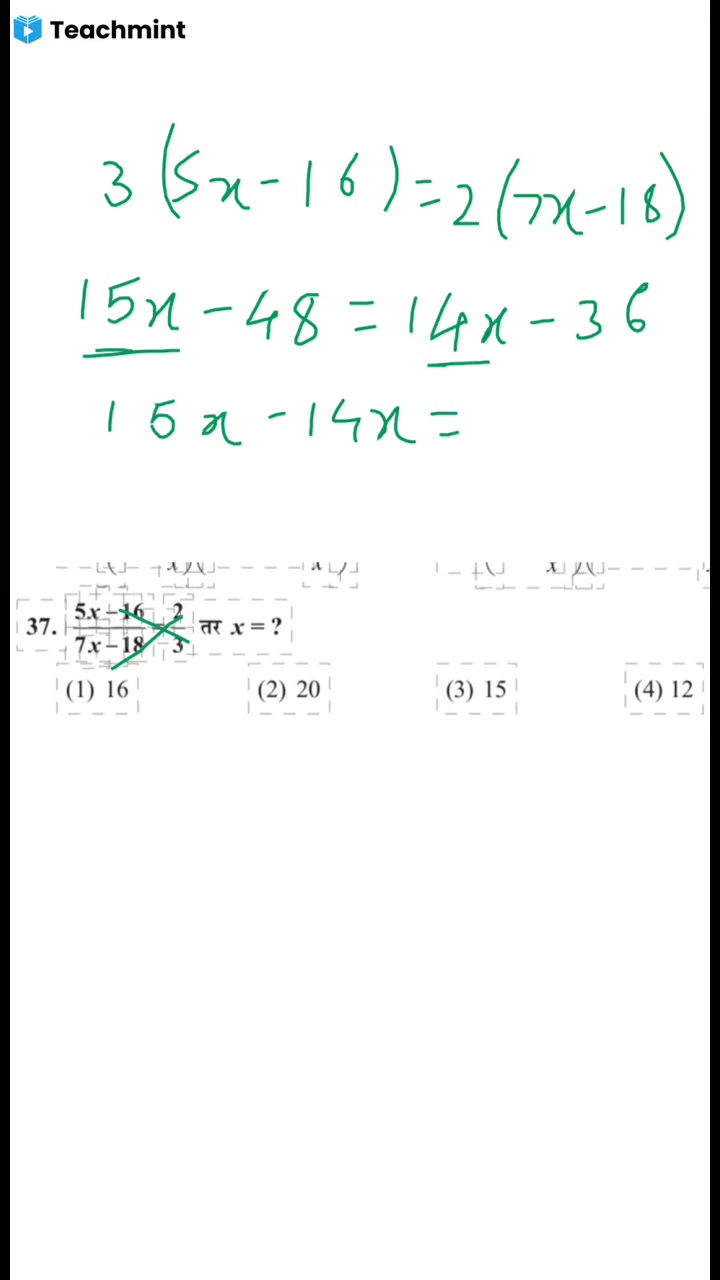 Teachmint
3(5x-16)=2(7x-18)
15x-48=14x-36
15x-14x=
37. 5x-16/7x-18 = 2/3 तर x = ?
(1) 16 (2) 20 (3) 15 (4) 12